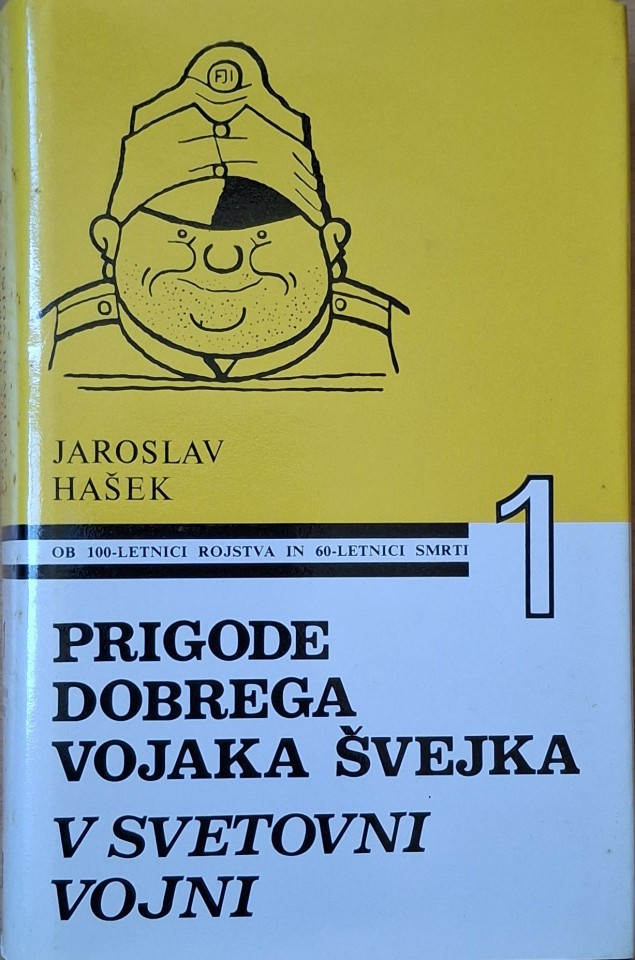 FJI
JAROSLAV
HAŠEK
1
OB 100-LETNICI ROJSTVA IN 60-LETNICI SMRTI
PRIGODE
DOBREGA
VOJAKA ŠVEJKA
V SVETOVNI
VOJNI